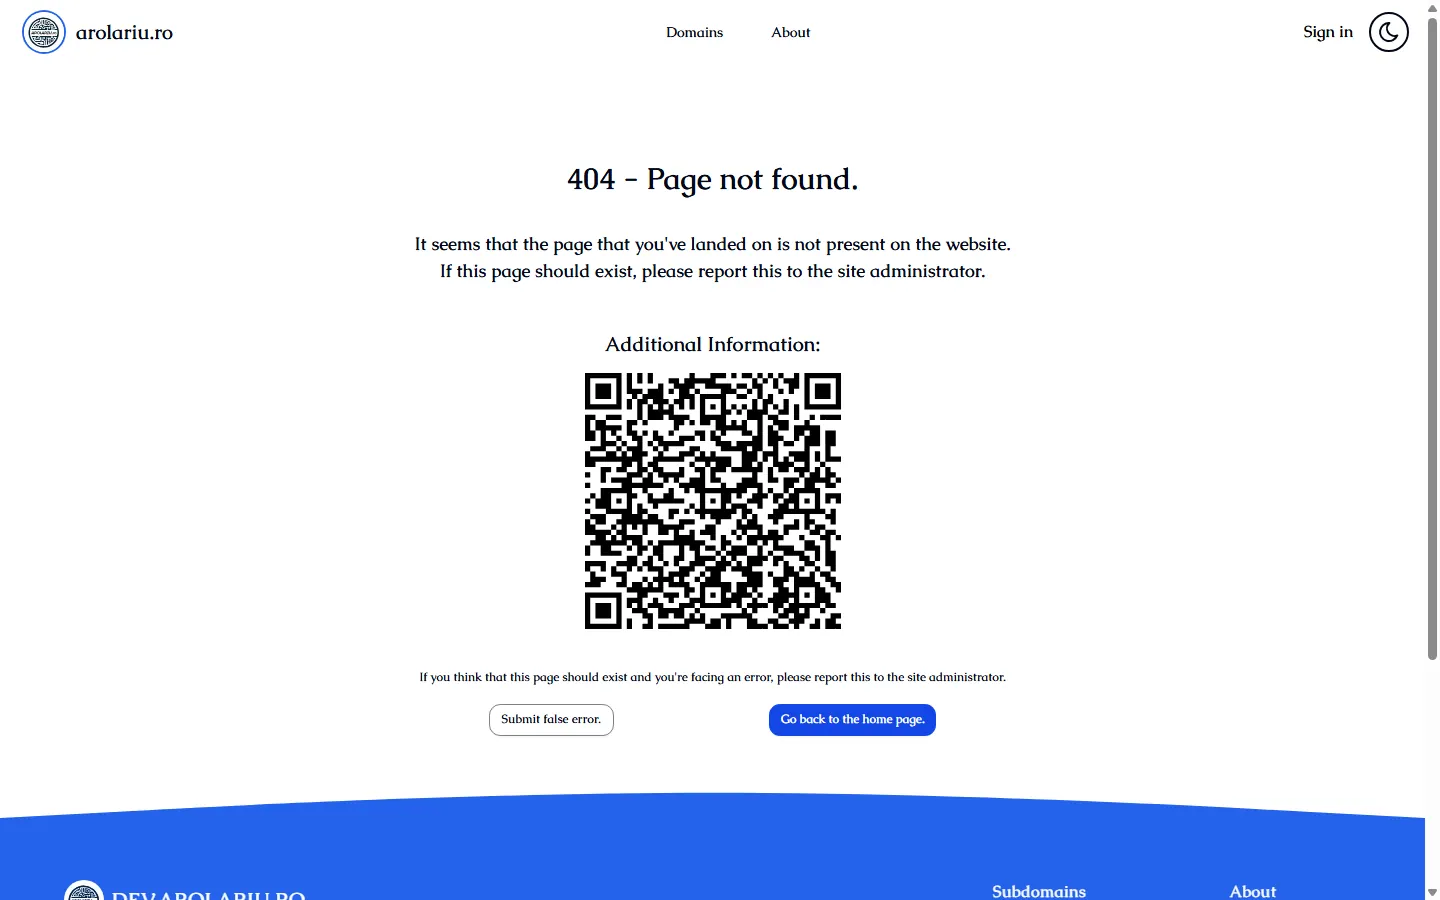 arolariu.ro
Domains
About
Sign in
404 - Page not found.
It seems that the page that you've landed on is not present on the website.
If this page should exist, please report this to the site administrator.
Additional Information:
If you think that this page should exist and you're facing an error, please report this to the site administrator.
Submit false error.
Go back to the home page.
DEV.AROLARIU.RO
Subdomains
About